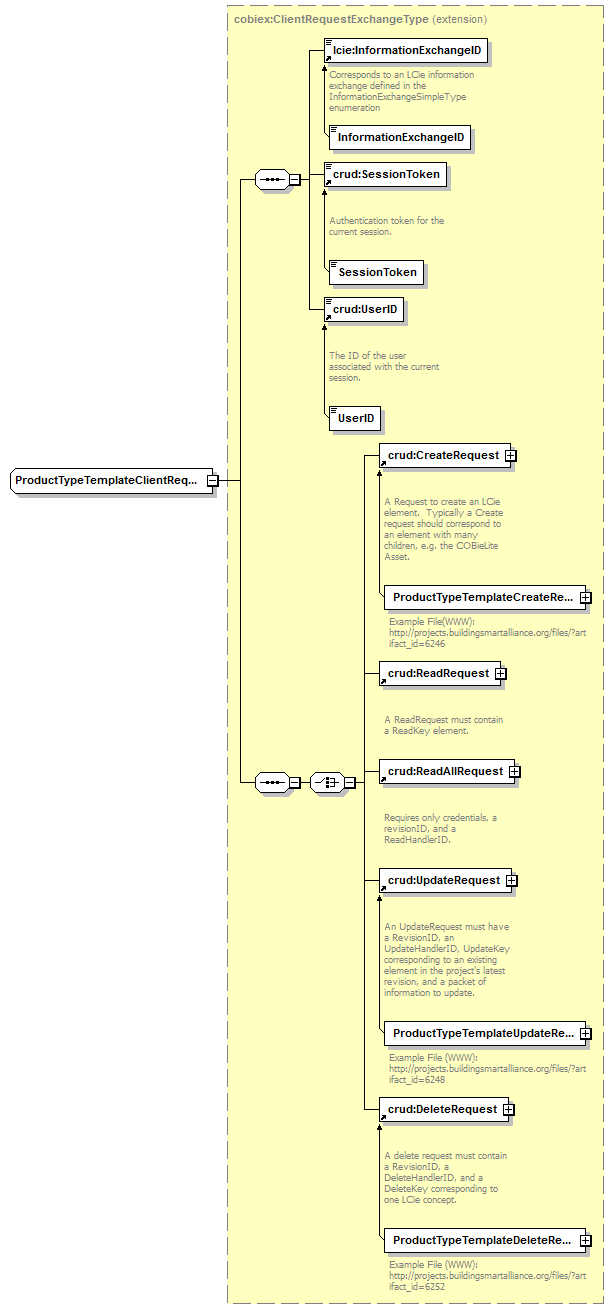 cobiex:ClientRequestExchangeType (extension)
lcie:InformationExchangeID
Corresponds to an LCie information
exchange defined in the
InformationExchangeSimpleType
enumeration
InformationExchangeID
crud:SessionToken
Authentication token for the
current session.
SessionToken
crud:UserID
The ID of the user
associated with the current
session.
UserID
ProductTypeTemplateClientReq...
crud:CreateRequest
A Request to create an LCie
element.  Typically a Create
request should correspond to
an element with many
children, e.g. the COBieLite
Asset.
ProductTypeTemplateCreateRe...
Example File(WWW):
http://projects.buildingsmartalliance.org/files/?art
ifact_id=6246
crud:ReadRequest
A ReadRequest must contain
a ReadKey element.
crud:ReadAllRequest
Requires only credentials, a
revisionID, and a
ReadHandlerID.
crud:UpdateRequest
An UpdateRequest must have
a RevisionID, an
UpdateHandlerID, UpdateKey
corresponding to an existing
element in the project's latest
revision, and a packet of
information to update.
ProductTypeTemplateUpdateRe...
Example File (WWW):
http://projects.buildingsmartalliance.org/files/?art
ifact_id=6248
crud:DeleteRequest
A delete request must contain
a RevisionID, a
DeleteHandlerID, and a
DeleteKey corresponding to
one LCie concept.
ProductTypeTemplateDeleteRe...
Example File (WWW):
http://projects.buildingsmartalliance.org/files/?art
ifact_id=6252